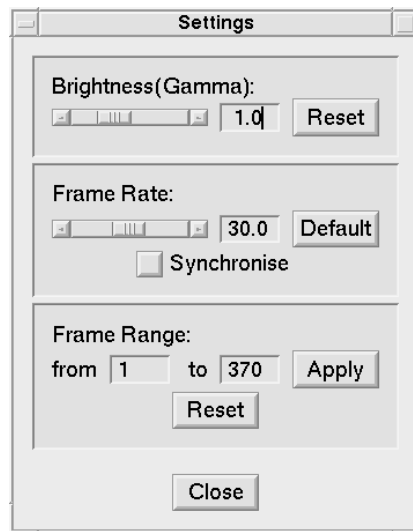 Settings
Brightness(Gamma):
1.0 Reset
Frame Rate:
30.0 Default
Synchronise
Frame Range:
from 1 to 370 Apply
Reset
Close